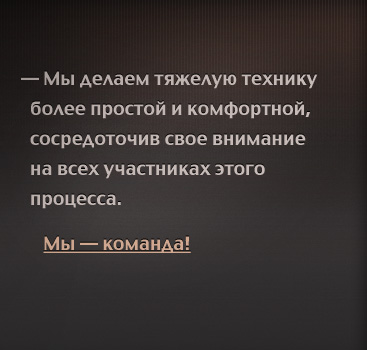 — Мы делаем тяжелую технику
более простой и комфортной,
сосредоточив свое внимание
на всех участниках этого
процесса.
Мы — команда!